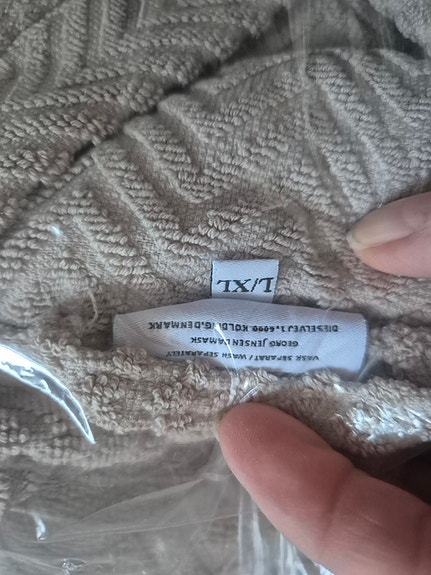 VASK SEPARAT/WASH SEPARATELY
GEORG JENSEN DAMASK
DIESELVEJ 1.6000 KOLDING.DENMARK
L/XL